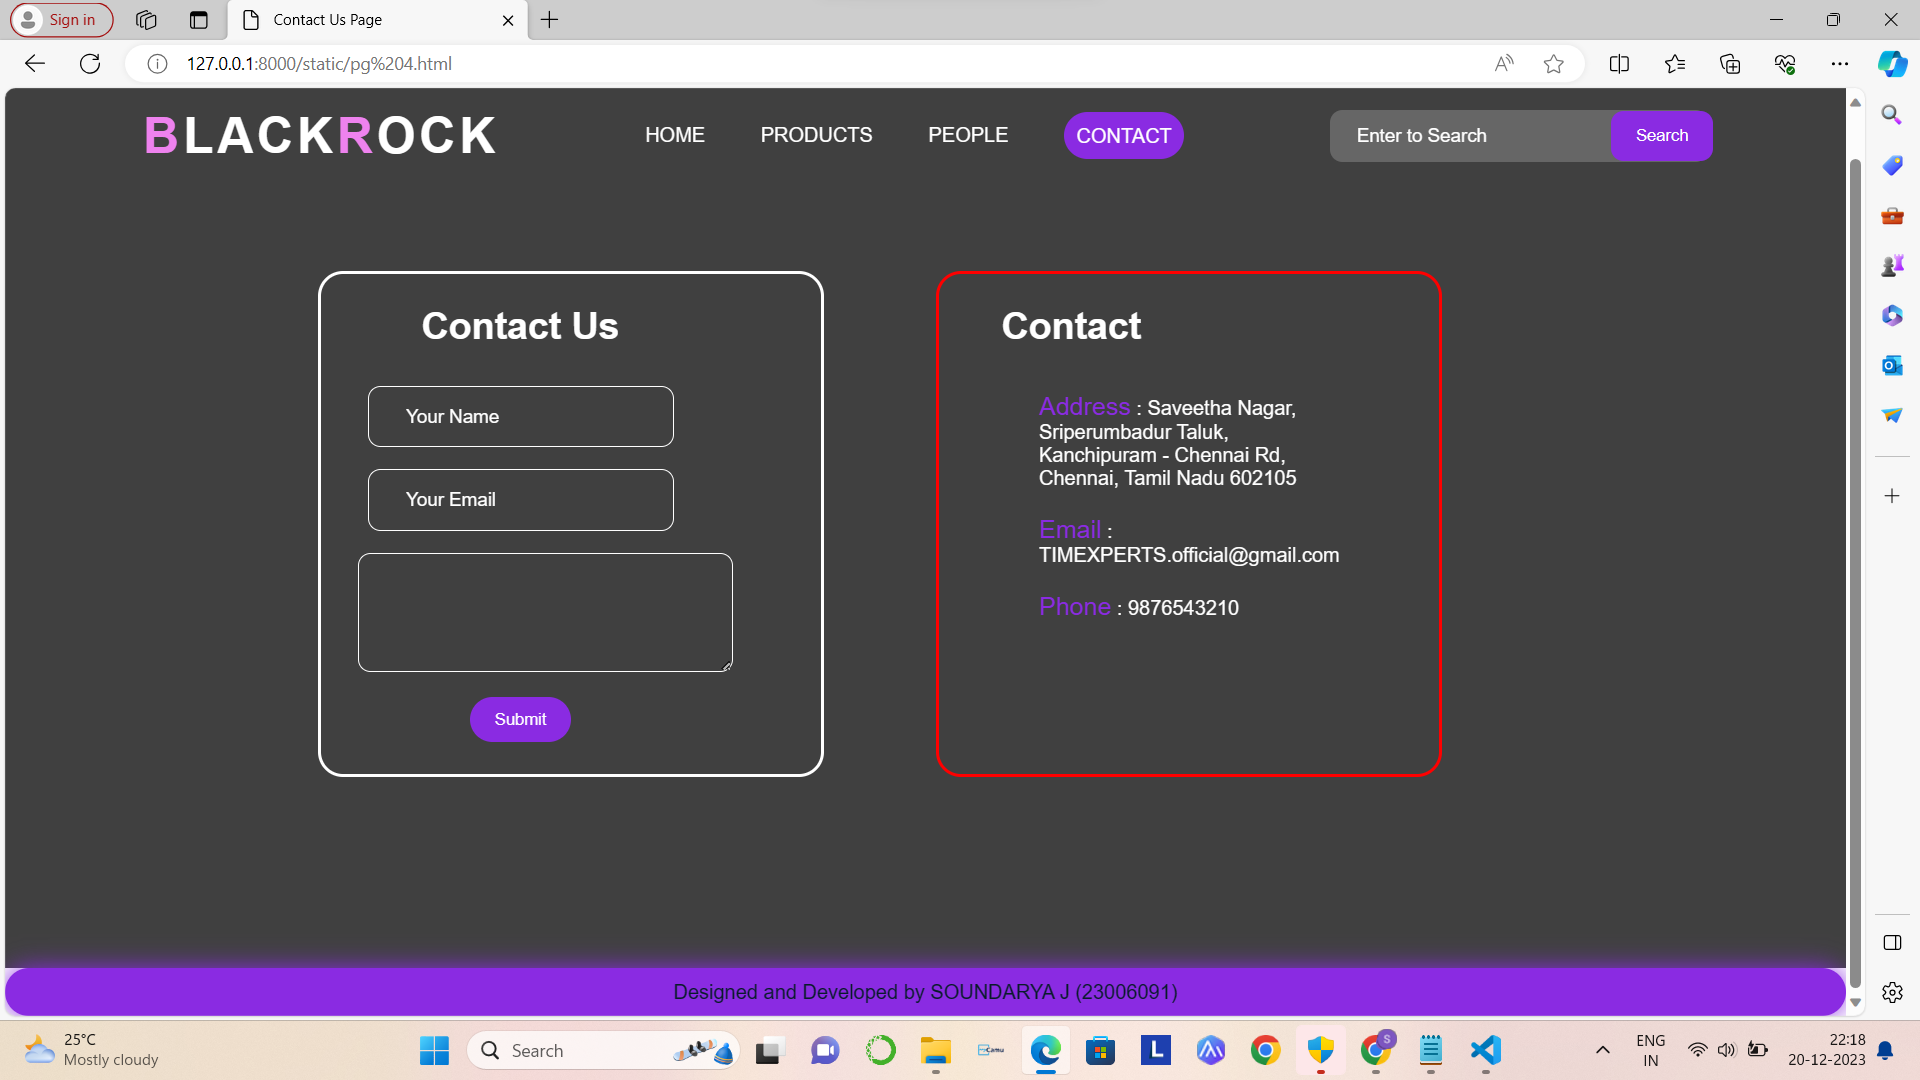 Sign in
Contact Us Page
127.0.0.1:8000/static/pg%204.html
BLACKROCK
HOME
PRODUCTS
PEOPLE
CONTACT
Enter to Search
Search
Contact Us
Your Name
Your Email
Submit
Contact
Address : Saveetha Nagar,
Sriperumbadur Taluk,
Kanchipuram - Chennai Rd,
Chennai, Tamil Nadu 602105
Email :
TIMEXPERTS.official@gmail.com
Phone : 9876543210
Designed and Developed by SOUNDARYA J (23006091)
25°C
Mostly cloudy
Search
L
S
ENG
IN
22:18
20-12-2023